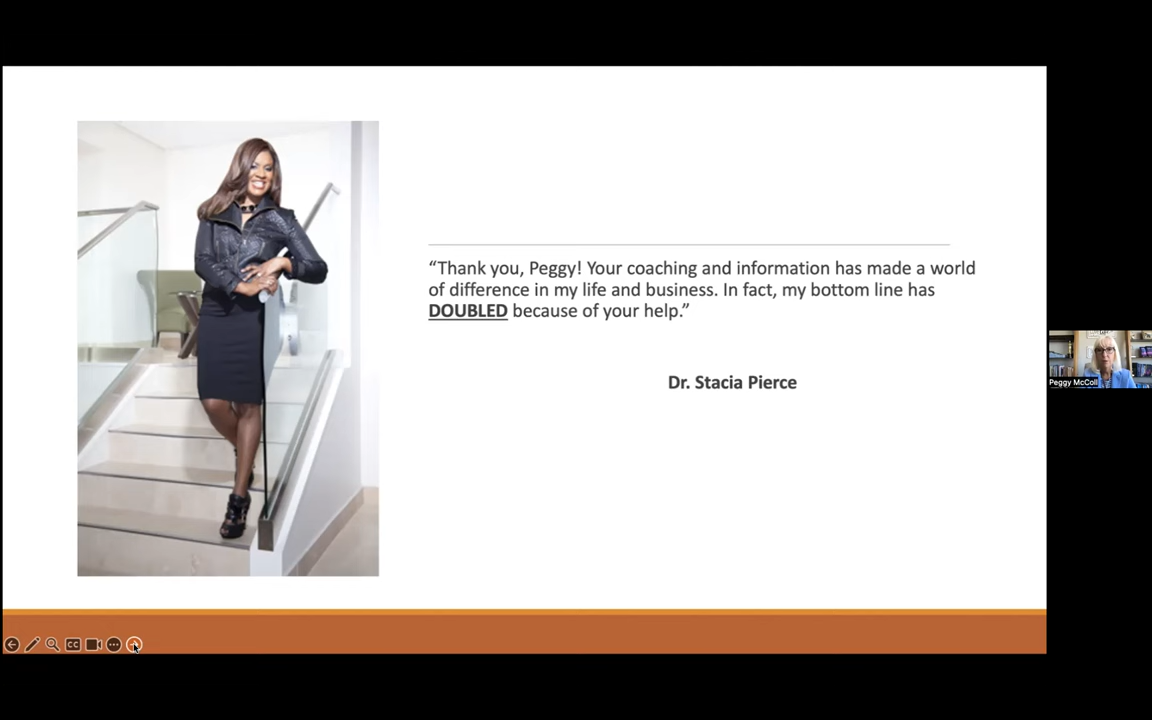 “Thank you, Peggy! Your coaching and information has made a world
of difference in my life and business. In fact, my bottom line has
DOUBLED because of your help.”
Dr. Stacia Pierce
Peggy McColl
CC